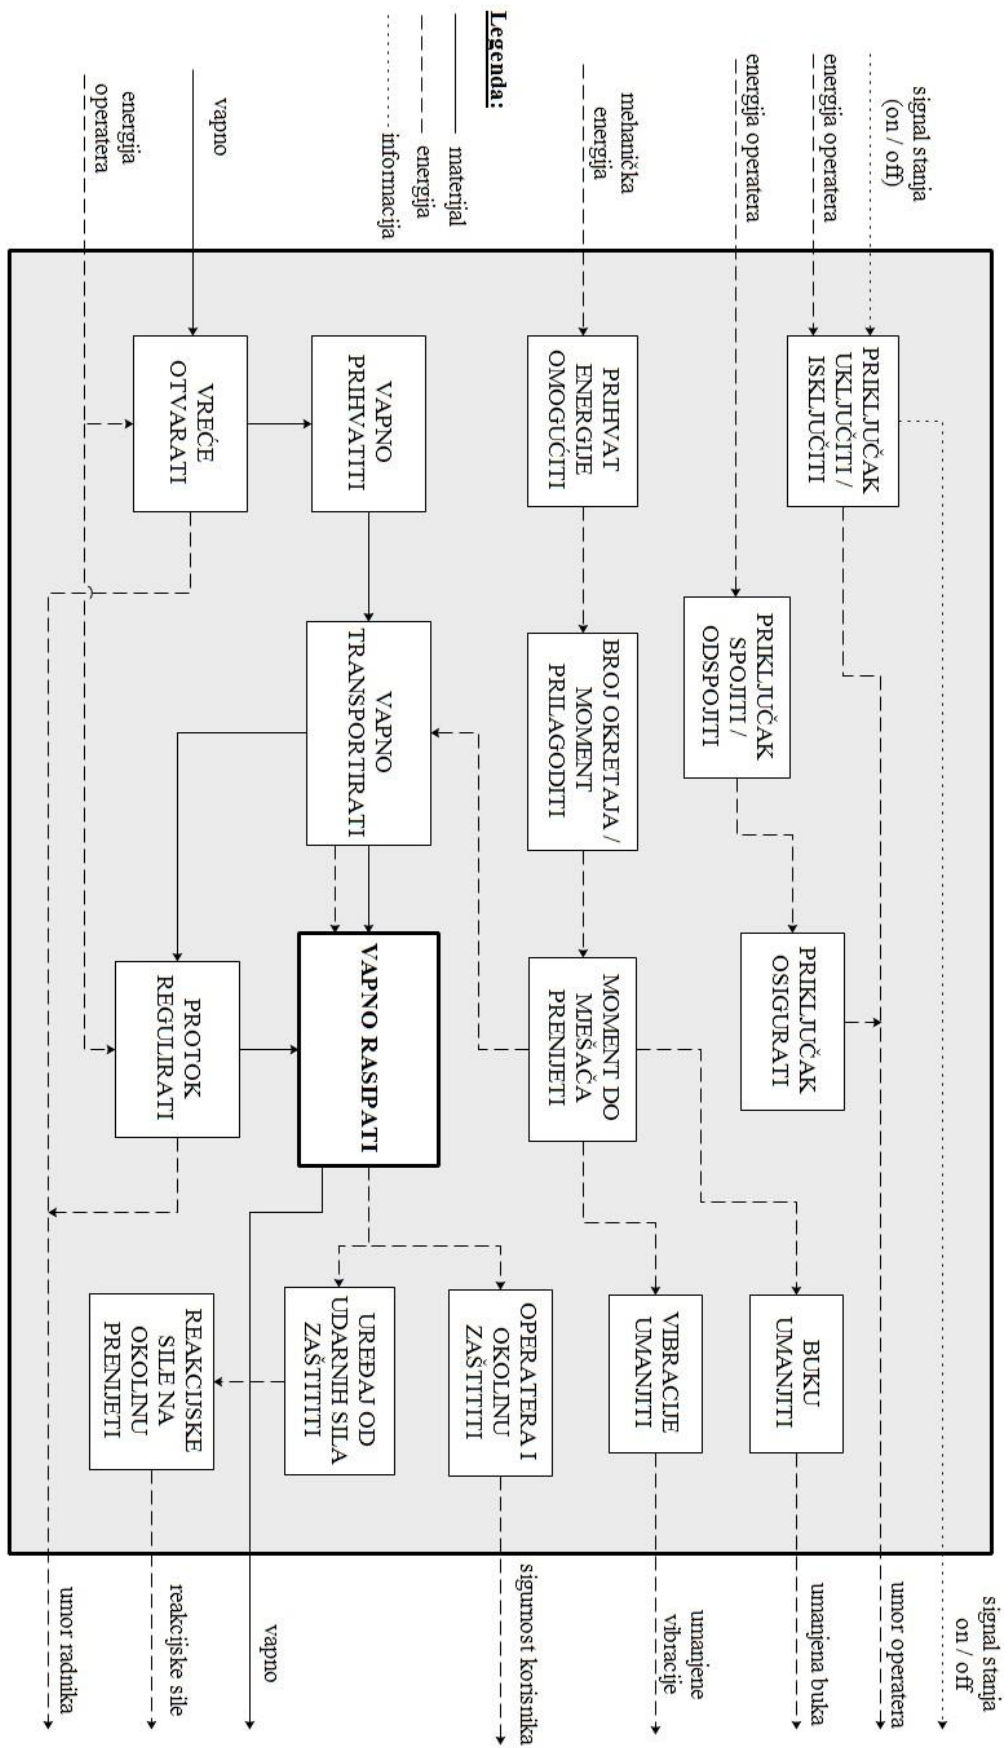 signal stanja
(on / off)
energija operatera
energija operatera
mehanička
energija
Legenda:
materijal
energija
informacija
vapno
energija
operatera
PRIKLJUČAK
UKLJUČITI /
ISKLJUČITI
PRIKLJUČAK
SPOJITI /
ODSPOJITI
PRIKLJUČAK
OSIGURATI
PRIHVAT
ENERGIJE
OMOGUĆITI
BROJ OKRETAJA /
MOMENT
PRILAGODITI
MOMENT DO
MJEŠAČA
PRENIJETI
BUKU
UMANJITI
VIBRACIJE
UMANJITI
OPERATERA I
OKOLINU
ZAŠTITITI
VAPNO
PRIHVATITI
VAPNO
TRANSPORTIRATI
VAPNO RASIPATI
UREĐAJ OD
UDARNIH SILA
ZAŠTITITI
VREĆE
OTVARATI
PROTOK
REGULIRATI
REAKCIJSKE
SILE NA
OKOLINU
PRENIJETI
signal stanja
on / off
umor operatera
umanjena buka
umanjene
vibracije
sigurnost korisnika
vapno
reakcijske sile
umor radnika